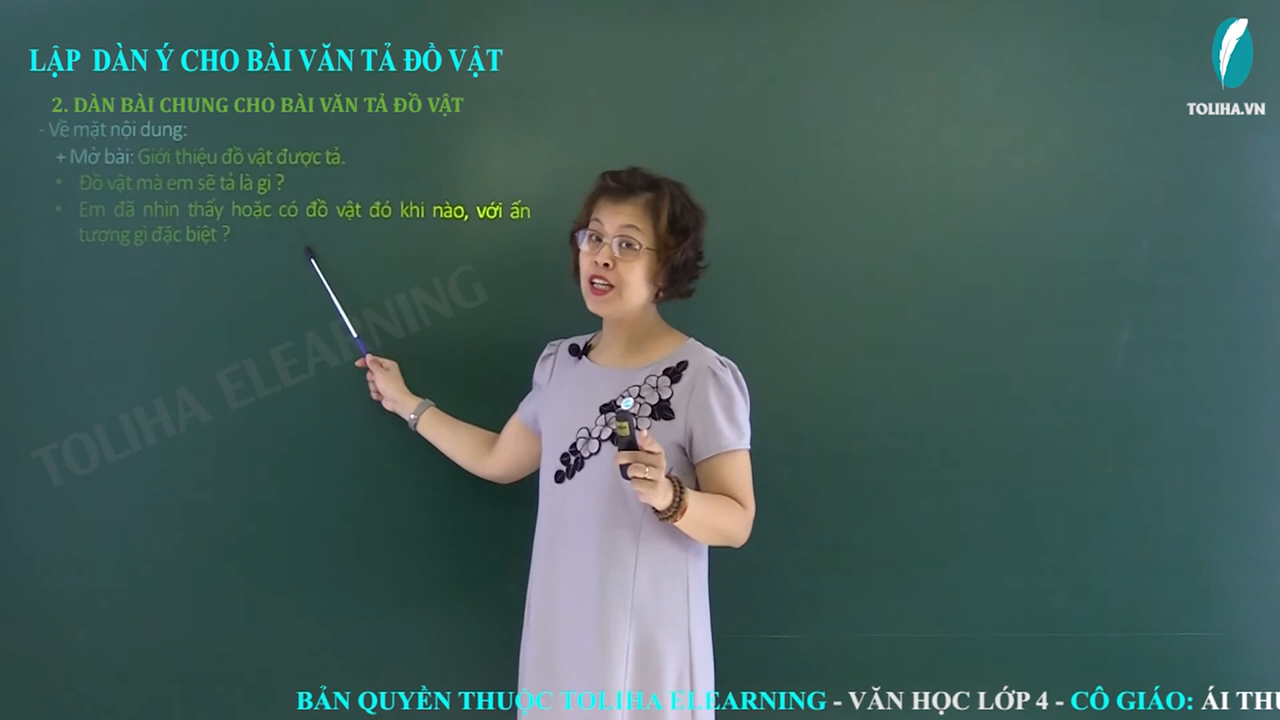 LẬP DÀN Ý CHO BÀI VĂN TẢ ĐỒ VẬT
TOLIHA.VN
2. DÀN BÀI CHUNG CHO BÀI VĂN TẢ ĐỒ VẬT
- Về mặt nội dung:
+ Mở bài: Giới thiệu đồ vật được tả.
• Đồ vật mà em sẽ tả là gì ?
• Em đã nhìn thấy hoặc có đồ vật đó khi nào, với ấn
tượng gì đặc biệt ?
TOLIHA ELEARNING
BẢN QUYỀN THUỘC TOLIHA ELEARNING - VĂN HỌC LỚP 4 - CÔ GIÁO: ÁI